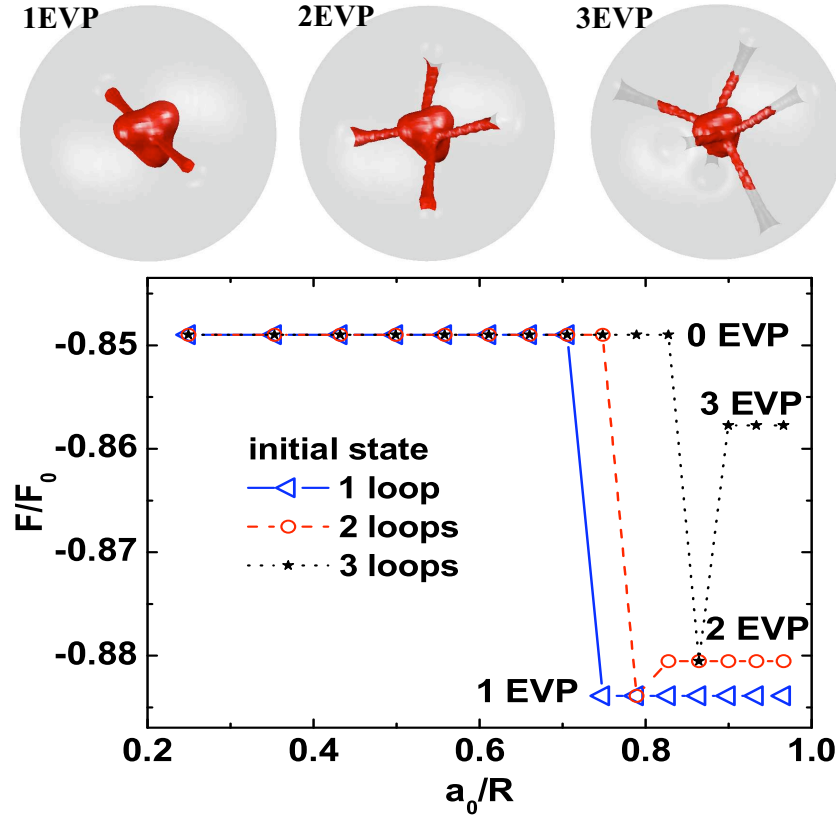 1EVP 2EVP 3EVP
-0.85
0 EVP
3 EVP
-0.86
initial state
1 loop
F/F₀
-0.87
2 loops
3 loops
2 EVP
-0.88
1 EVP
0.2 0.4 0.6 0.8 1.0
a₀/R